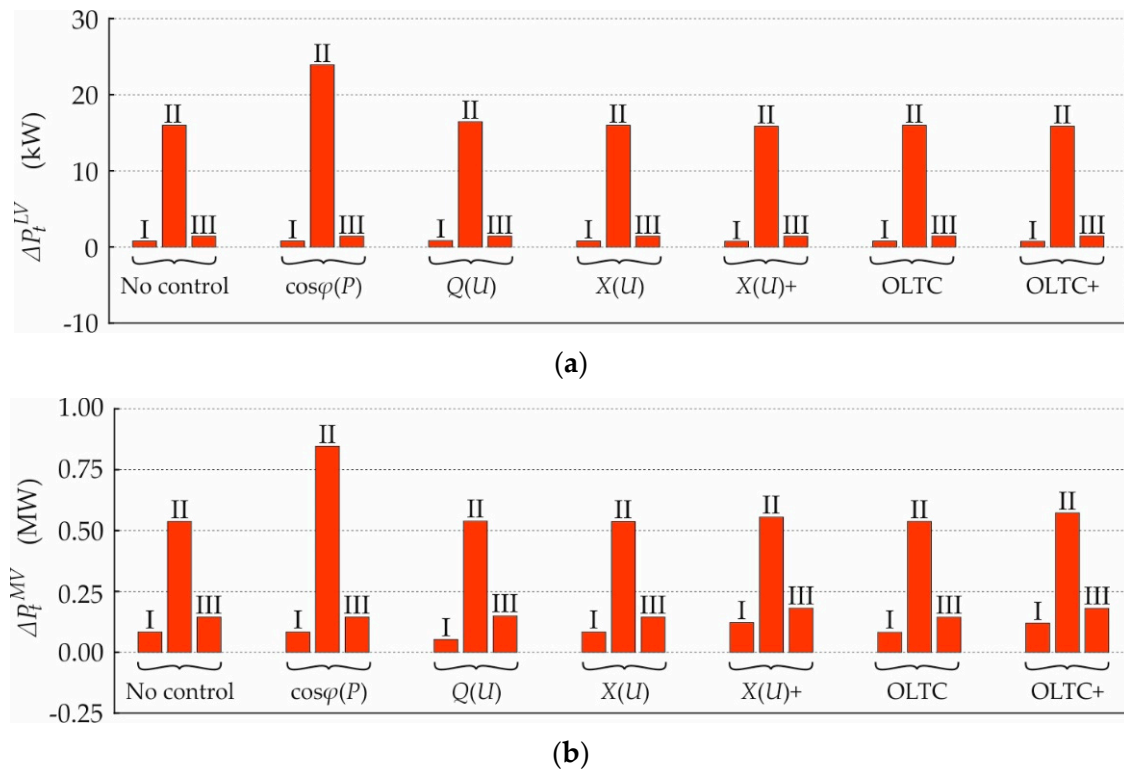 30
20
10
0
-10
ΔP_t^{LV} (kW)
II II II II II II II
I III I III I III I III I III I III I III
No control cosφ(P) Q(U) X(U) X(U)+ OLTC OLTC+
(a)
1.00
0.75
0.50
0.25
0.00
-0.25
ΔP_t^{MV} (MW)
II II II II II II II
I III I III I III I III I III I III I III
No control cosφ(P) Q(U) X(U) X(U)+ OLTC OLTC+
(b)